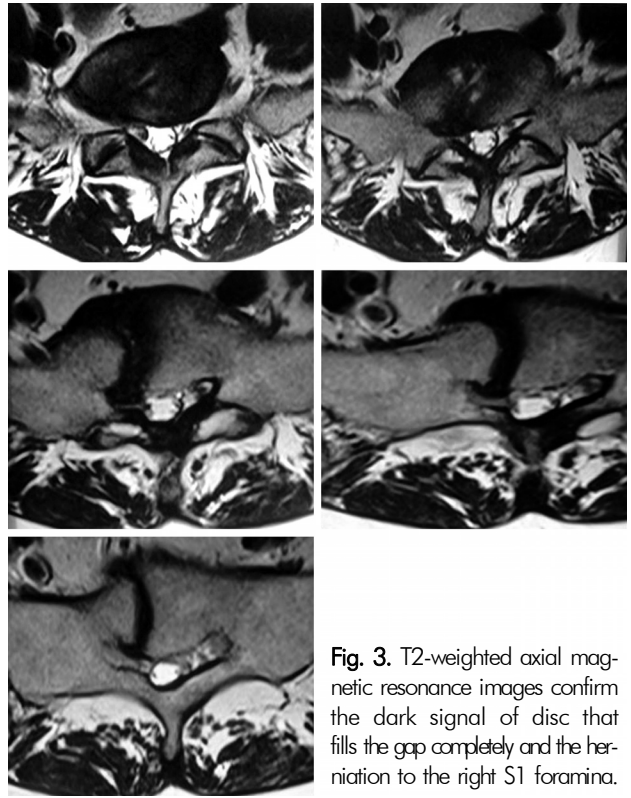 Fig. 3. T2-weighted axial mag-
netic resonance images confirm
the dark signal of disc that
fills the gap completely and the her-
niation to the right S1 foramina.